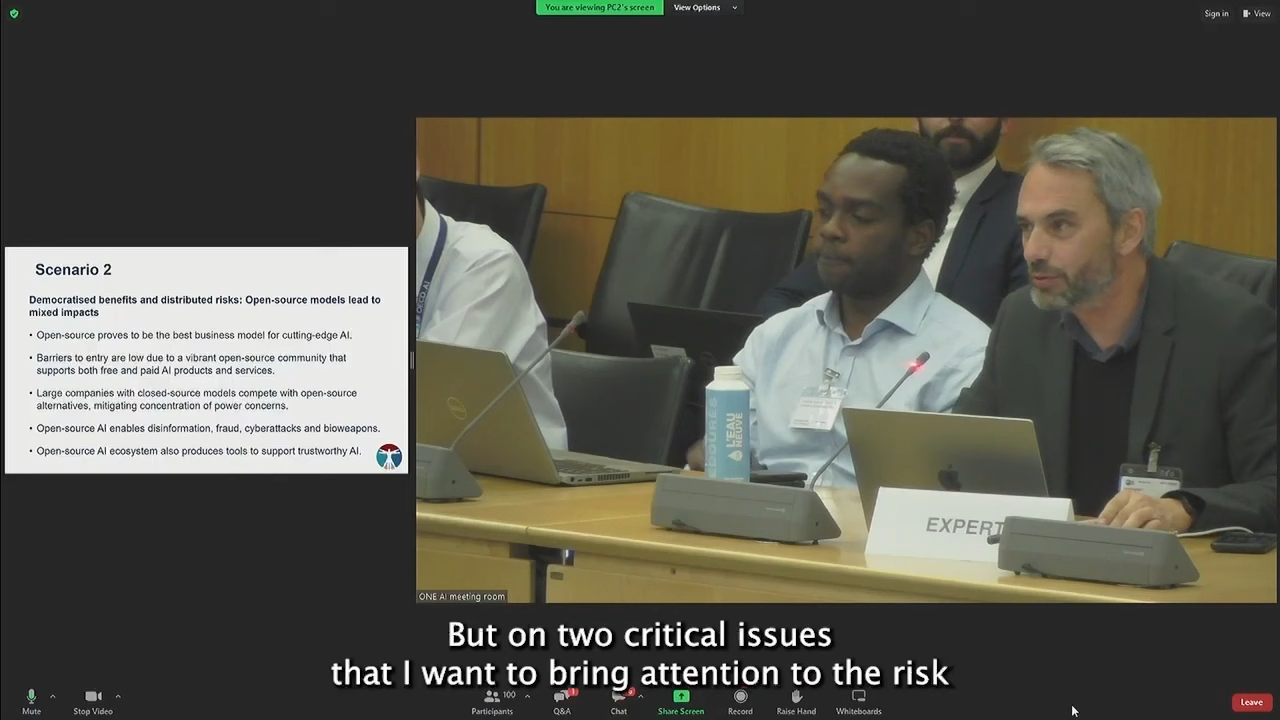 You are viewing PC2's screen
View Options
Sign in
View
Scenario 2
Democratised benefits and distributed risks: Open-source models lead to
mixed impacts
• Open-source proves to be the best business model for cutting-edge AI.
• Barriers to entry are low due to a vibrant open-source community that
supports both free and paid AI products and services.
• Large companies with closed-source models compete with open-source
alternatives, mitigating concentration of power concerns.
• Open-source AI enables disinformation, fraud, cyberattacks and bioweapons.
• Open-source AI ecosystem also produces tools to support trustworthy AI.
OECD.AI
L'EAU
NEUVE
EXPERT
ONE AI meeting room
But on two critical issues
that I want to bring attention to the risk
Mute
Stop Video
Participants
100
Q&A
1
Chat
Share Screen
Record
Raise Hand
Whiteboards
Leave